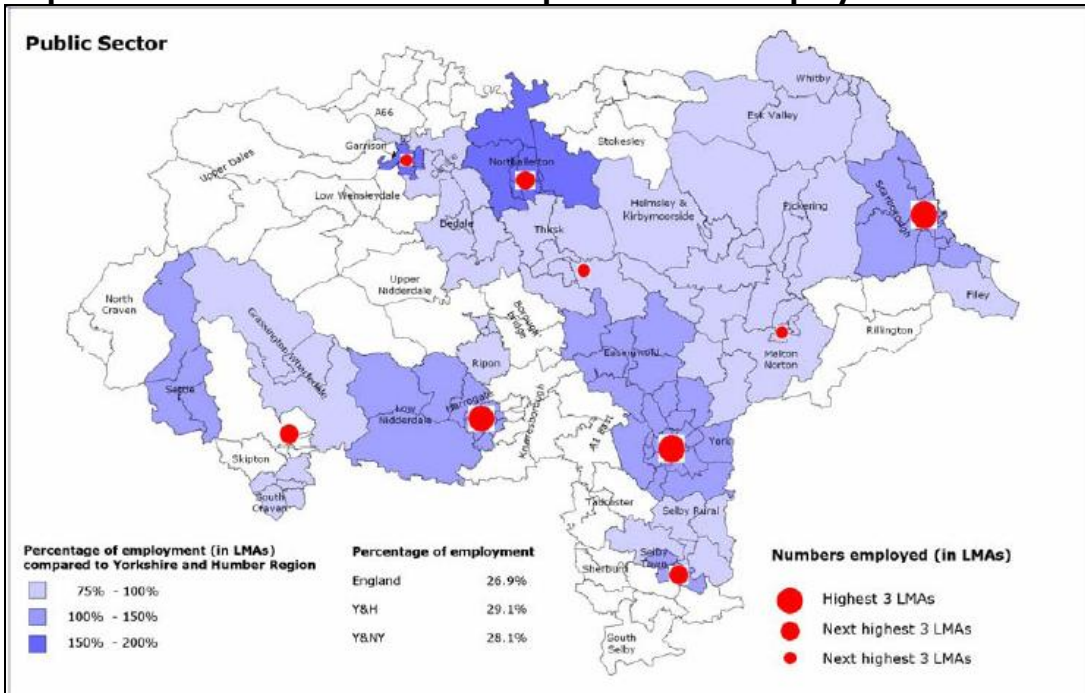 Public Sector
Whitby
A66
Esk Valley
Garrison
Stokesley
Northallerton
Upper Dales
Low Wensleydale
Helmsley &
Kirbymoorside
Pickering
Scarborough
Bedale
Thirsk
Upper
Nidderdale
North
Craven
Filey
Grassington/Wharfedale
Borough
bridge
Rillington
Easingwold
Malton
Norton
Ripon
Settle
Low
Nidderdale
Harrogate
Knaresborough
A1 East
York
Skipton
South
Craven
Tadcaster
Selby Rural
Selby
Town
Sherburn
South
Selby
Percentage of employment (in LMAs)
compared to Yorkshire and Humber Region
75% - 100%
100% - 150%
150% - 200%
Percentage of employment
England 26.9%
Y&H 29.1%
Y&NY 28.1%
Numbers employed (in LMAs)
Highest 3 LMAs
Next highest 3 LMAs
Next highest 3 LMAs